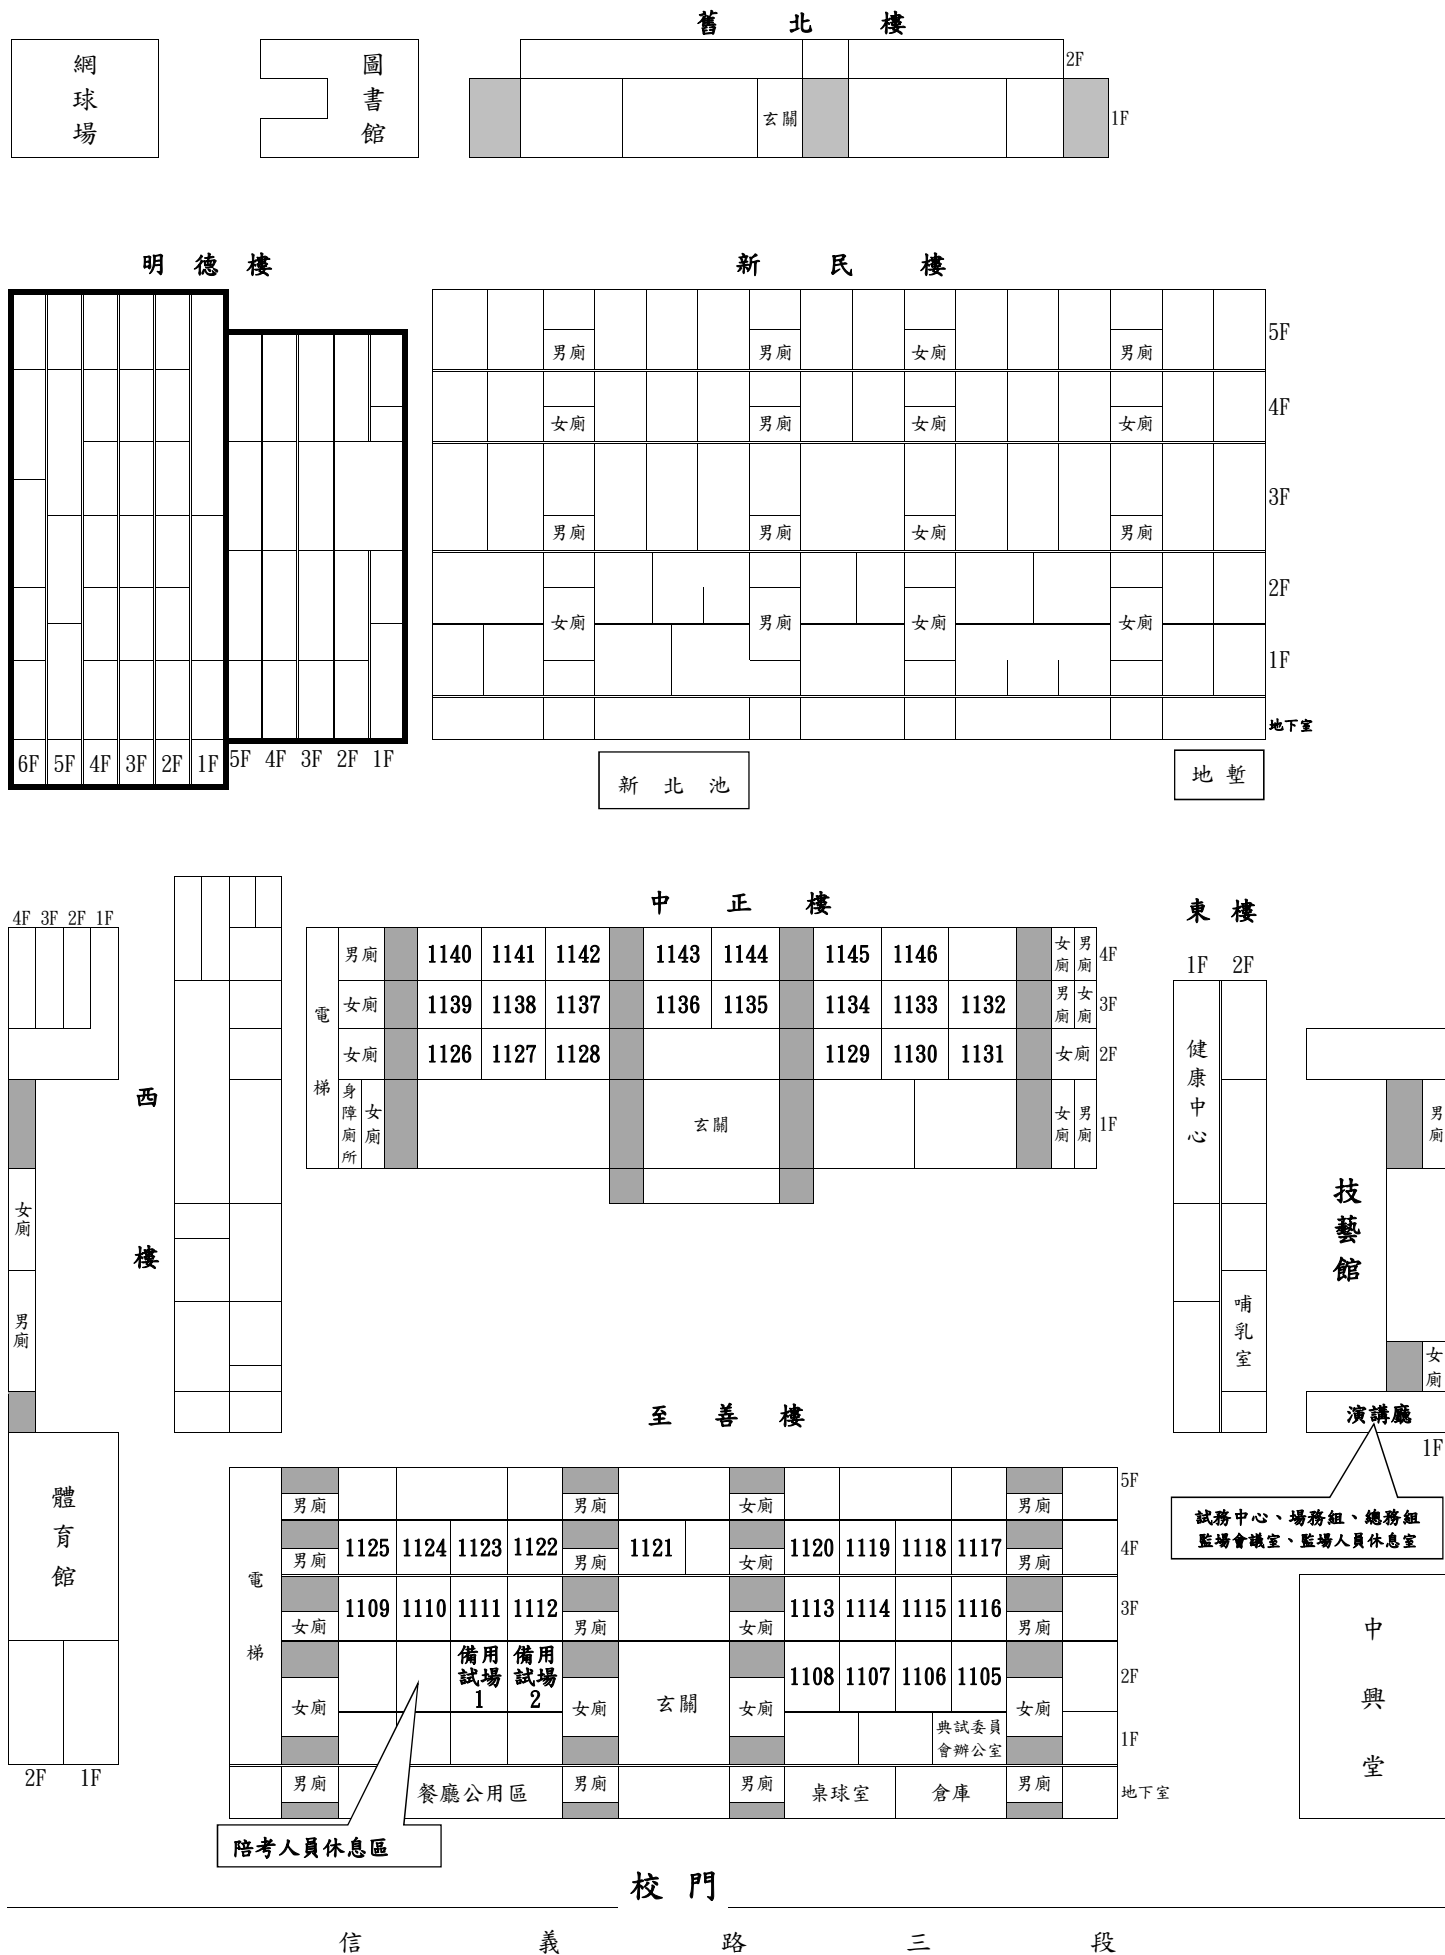 舊北樓
網球場
圖書館
2F
玄關
1F
明德樓
新民樓
男廁 男廁 女廁 男廁 5F
女廁 男廁 女廁 女廁 4F
男廁 男廁 女廁 男廁 3F
女廁 男廁 女廁 女廁 2F
1F
地下室
6F 5F 4F 3F 2F 1F 5F 4F 3F 2F 1F
新北池
地塹
中正樓
東樓
4F 3F 2F 1F
男廁 1140 1141 1142 1143 1144 1145 1146 女廁 男廁 4F
電梯
女廁 1139 1138 1137 1136 1135 1134 1133 1132 男廁 女廁 3F
女廁 1126 1127 1128 1129 1130 1131 女廁 2F
身障廁所 女廁 玄關 女廁 男廁 1F
1F 2F
健康中心
哺乳室
西樓
女廁
男廁
技藝館
男廁
女廁
演講廳
1F
試務中心、場務組、總務組
監場會議室、監場人員休息室
至善樓
體育館
2F 1F
電梯
男廁 男廁 女廁 男廁 5F
男廁 1125 1124 1123 1122 男廁 1121 女廁 1120 1119 1118 1117 男廁 4F
女廁 1109 1110 1111 1112 男廁 女廁 1113 1114 1115 1116 男廁 3F
備用試場1 備用試場2 1108 1107 1106 1105 2F
女廁 女廁 玄關 女廁 女廁
典試委員
會辦公室
1F
男廁 餐廳公用區 男廁 男廁 桌球室 倉庫 男廁 地下室
中興堂
陪考人員休息區
校門
信義路三段